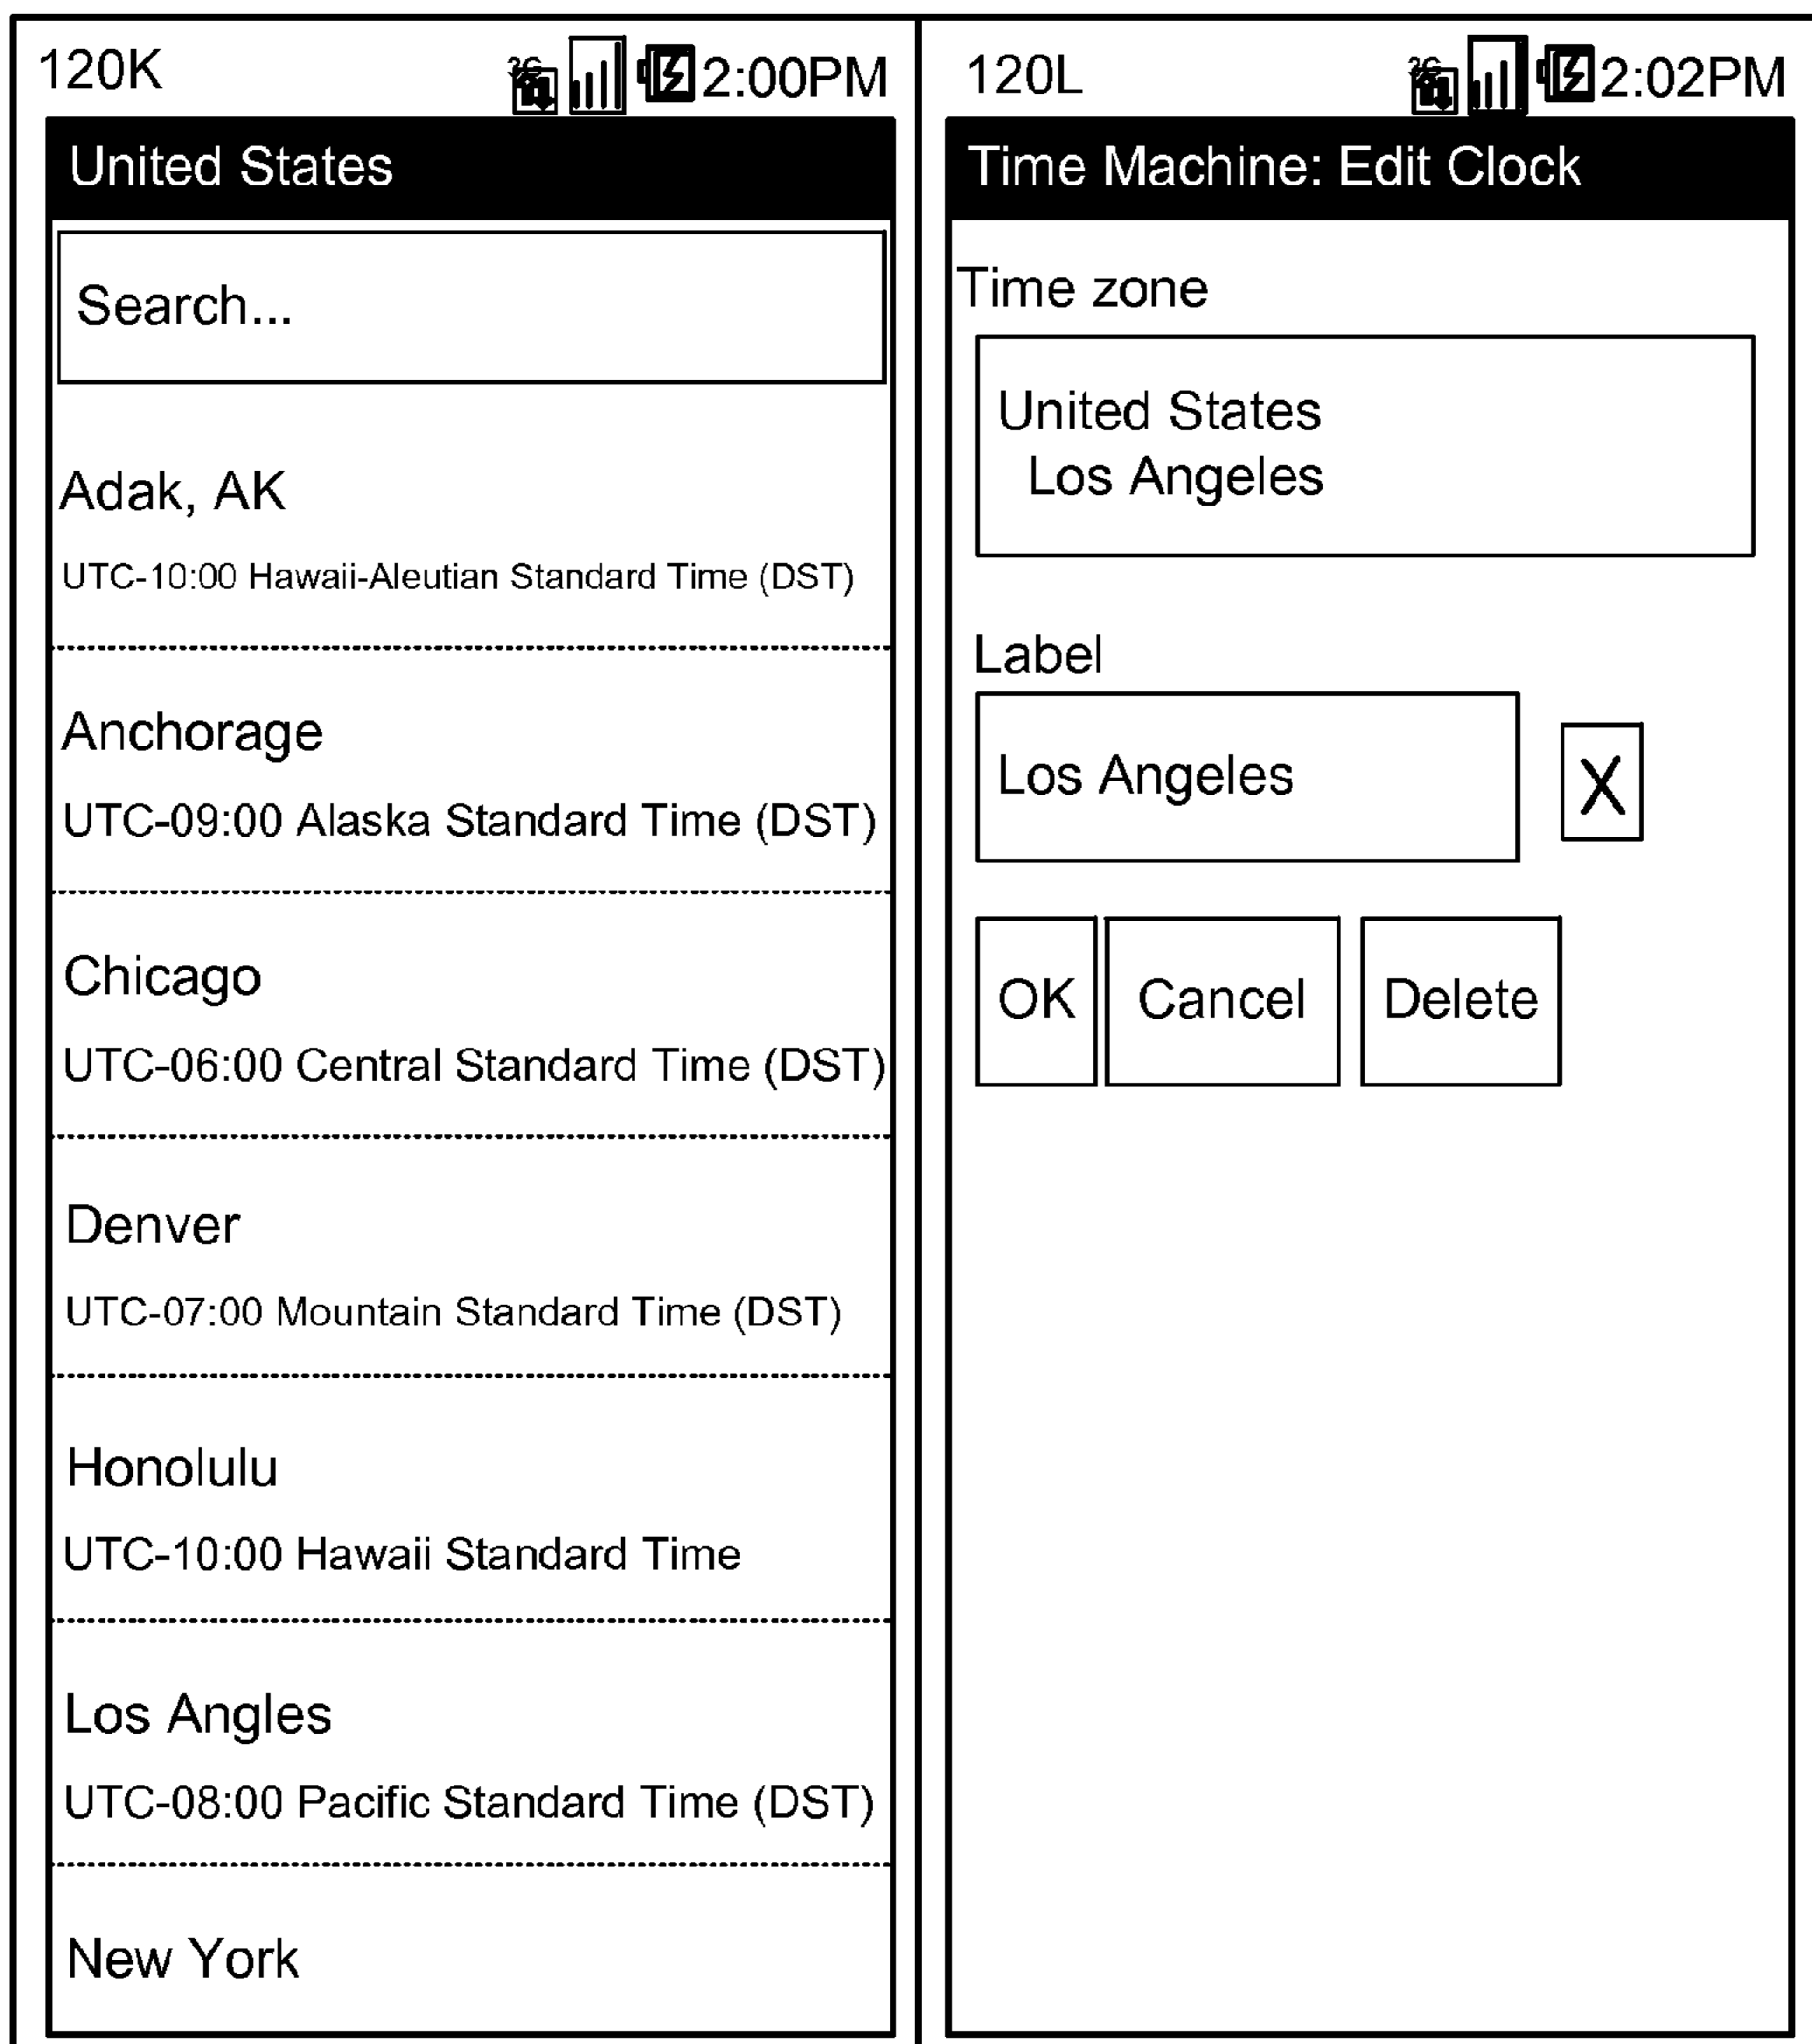 120K
3G
2:00PM
United States
Search...
Adak, AK
UTC-10:00 Hawaii-Aleutian Standard Time (DST)
Anchorage
UTC-09:00 Alaska Standard Time (DST)
Chicago
UTC-06:00 Central Standard Time (DST)
Denver
UTC-07:00 Mountain Standard Time (DST)
Honolulu
UTC-10:00 Hawaii Standard Time
Los Angles
UTC-08:00 Pacific Standard Time (DST)
New York
120L
3G
2:02PM
Time Machine: Edit Clock
Time zone
United States
Los Angeles
Label
Los Angeles
X
OK
Cancel
Delete